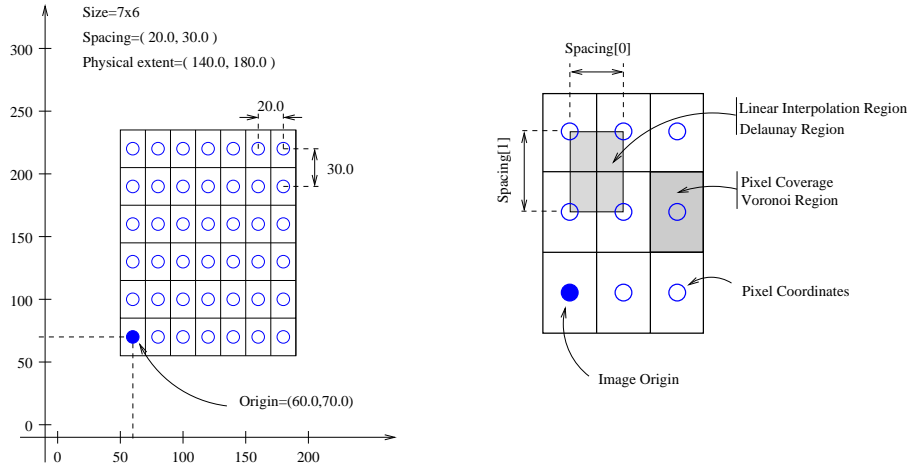 Size=7x6
Spacing=( 20.0, 30.0 )
Physical extent=( 140.0, 180.0 )
300
250
200
150
100
50
0
0
50
100
150
200
20.0
30.0
Origin=(60.0,70.0)
Spacing[0]
Spacing[1]
Linear Interpolation Region
Delaunay Region
Pixel Coverage
Voronoi Region
Pixel Coordinates
Image Origin